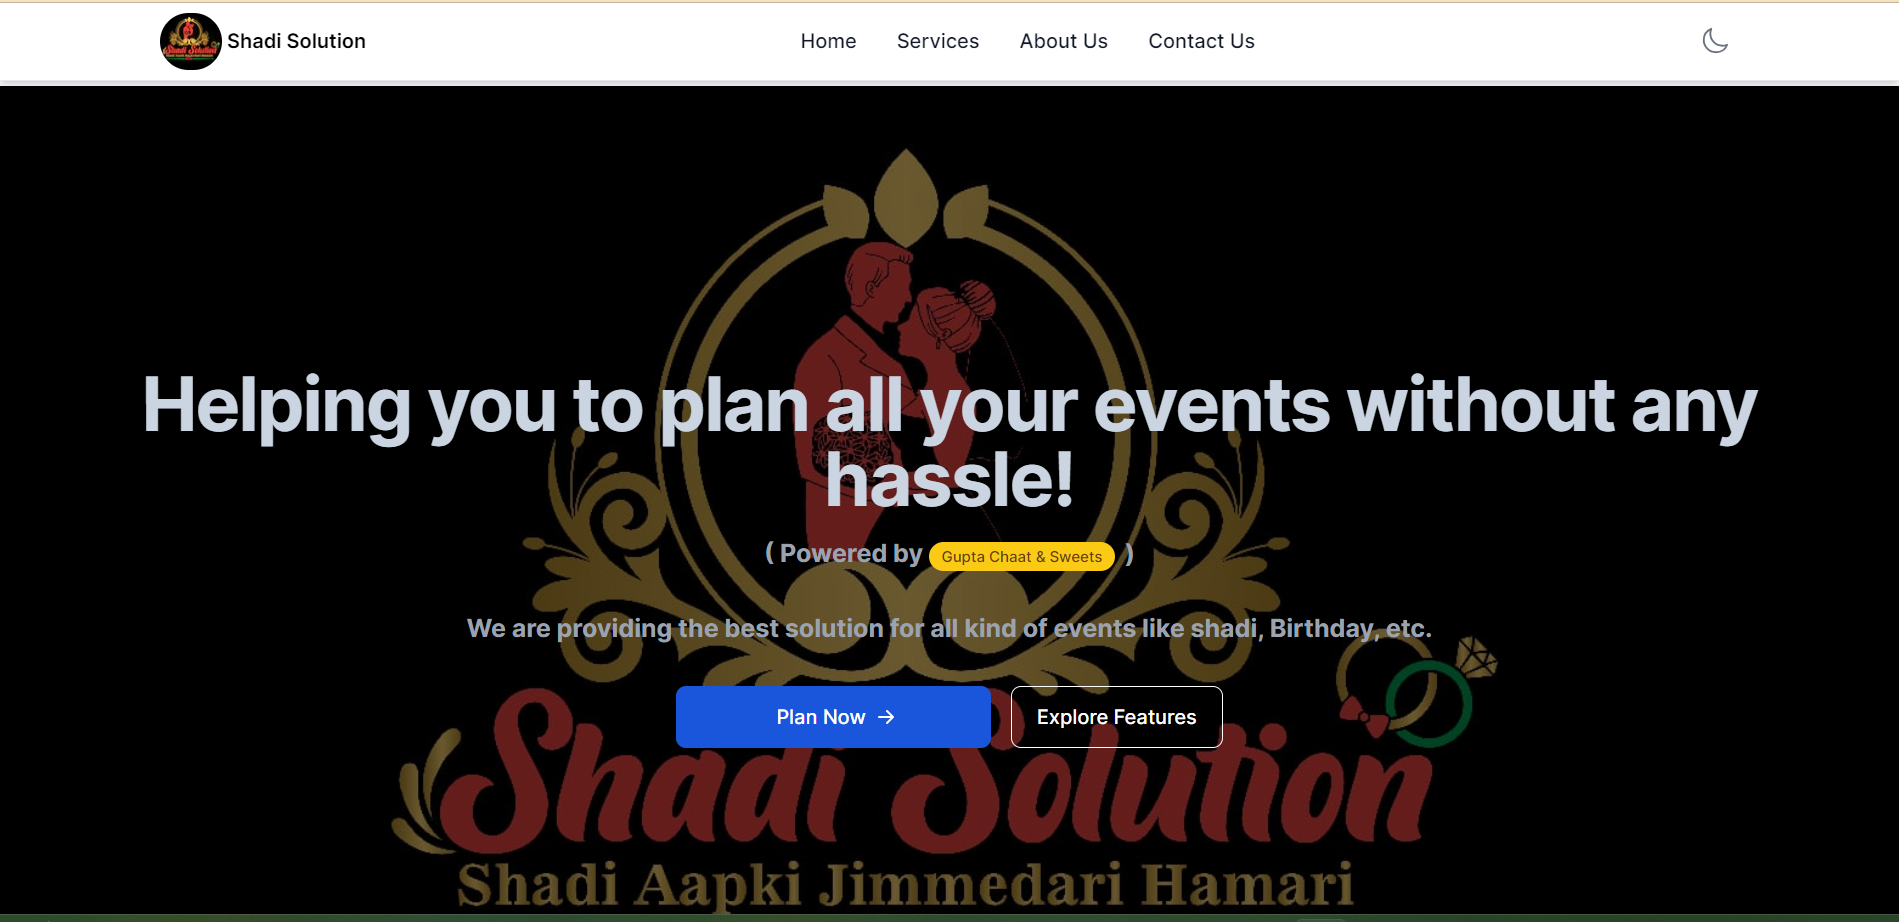 Shadi Solution
Home
Services
About Us
Contact Us
Helping you to plan all your events without any
hassle!
( Powered by Gupta Chaat & Sweets )
We are providing the best solution for all kind of events like shadi, Birthday, etc.
Plan Now →
Explore Features
Shadi Solution
Shadi Aapki Jimmedari Hamari